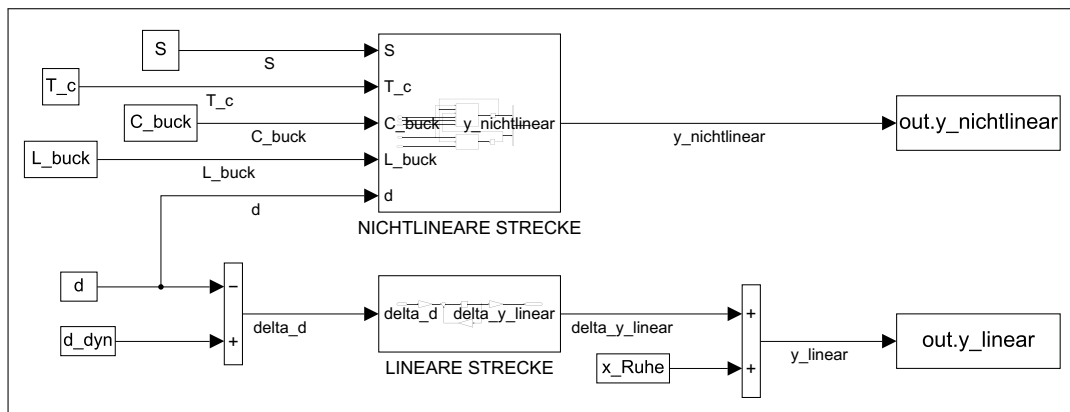 S
S
S
T_c
T_c
T_c
C_buck
C_buck
C_buck
y_nichtlinear
y_nichtlinear
out.y_nichtlinear
L_buck
L_buck
L_buck
d
d
NICHTLINEARE STRECKE
d
−
d_dyn
+
delta_d
delta_d
delta_y_linear
delta_y_linear
LINEARE STRECKE
x_Ruhe
+
+
y_linear
out.y_linear